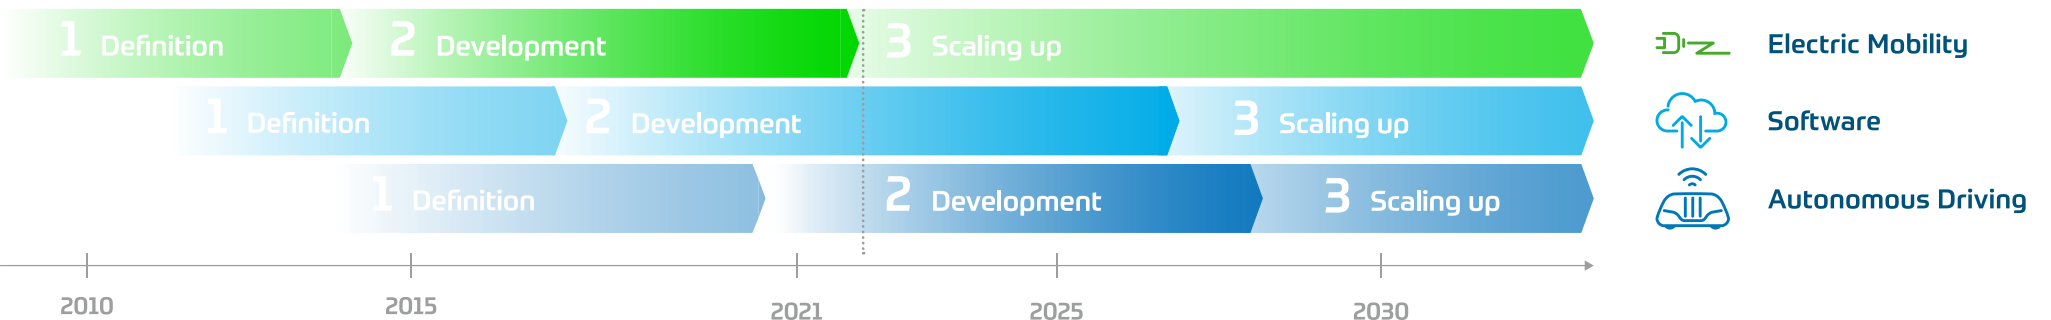 1 Definition 2 Development 3 Scaling up Electric Mobility
1 Definition 2 Development 3 Scaling up Software
1 Definition 2 Development 3 Scaling up Autonomous Driving
2010 2015 2021 2025 2030